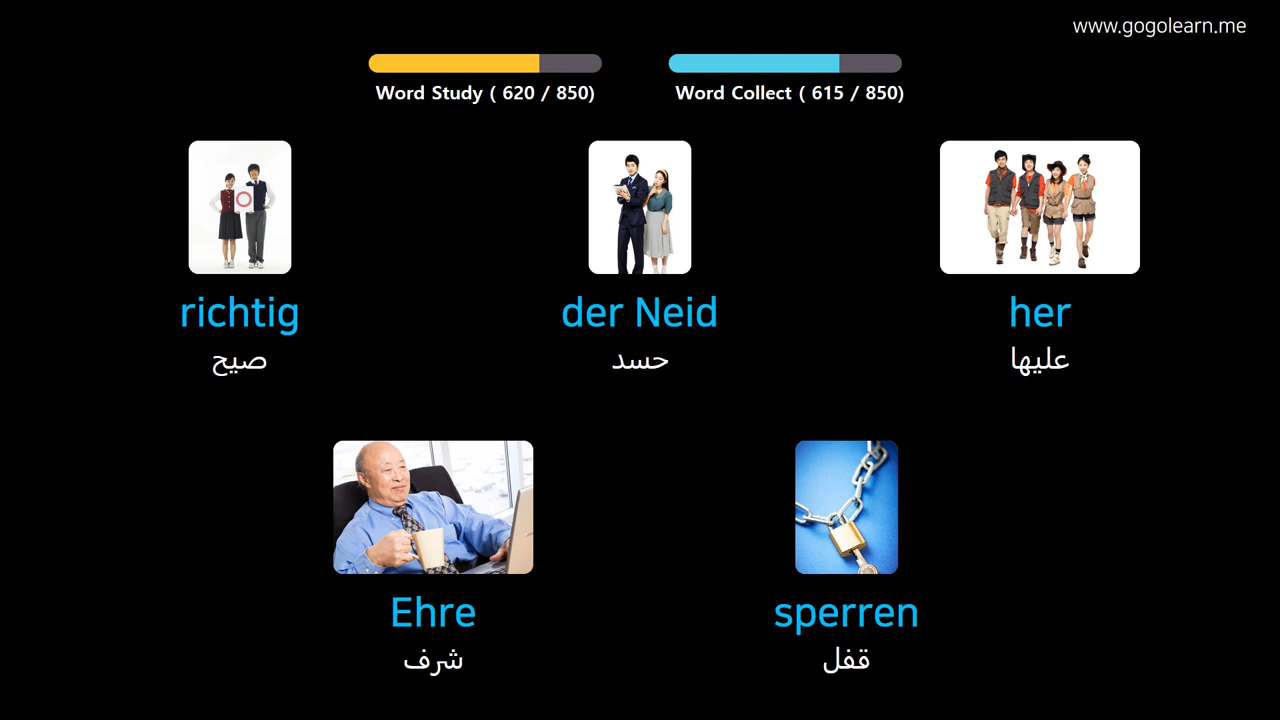 www.gogolearn.me
Word Study ( 620 / 850)
Word Collect ( 615 / 850)
richtig
der Neid
her
صيح
حسد
عليها
Ehre
sperren
شرف
قفل